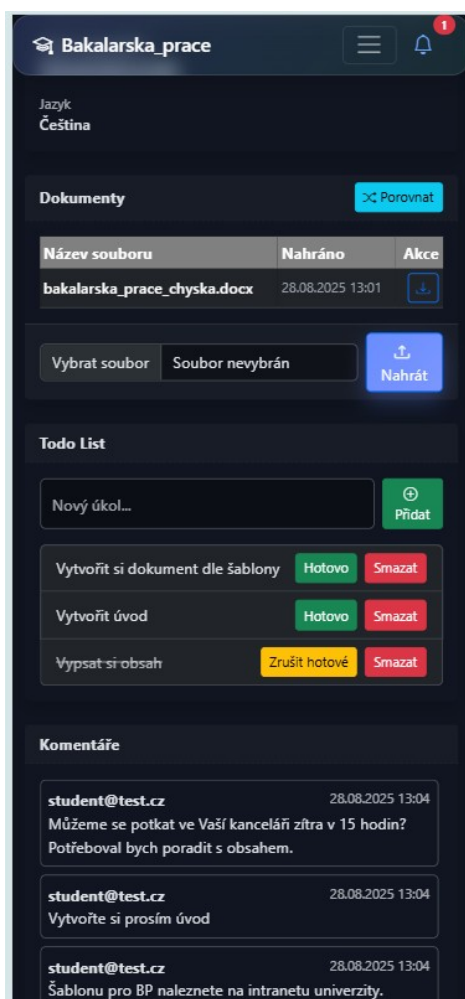 Bakalarska_prace
1
Jazyk
Čeština
Dokumenty
Porovnat
Název souboru Nahráno Akce
bakalarska_prace_chyska.docx 28.08.2025 13:01
Vybrat soubor Soubor nevybrán
Nahrát
Todo List
Nový úkol...
Přidat
Vytvořit si dokument dle šablony Hotovo Smazat
Vytvořit úvod Hotovo Smazat
Vypsat si obsah Zrušit hotové Smazat
Komentáře
student@test.cz 28.08.2025 13:04
Můžeme se potkat ve Vaší kanceláři zítra v 15 hodin?
Potřeboval bych poradit s obsahem.
student@test.cz 28.08.2025 13:04
Vytvořte si prosím úvod
student@test.cz 28.08.2025 13:04
Šablonu pro BP naleznete na intranetu univerzity.